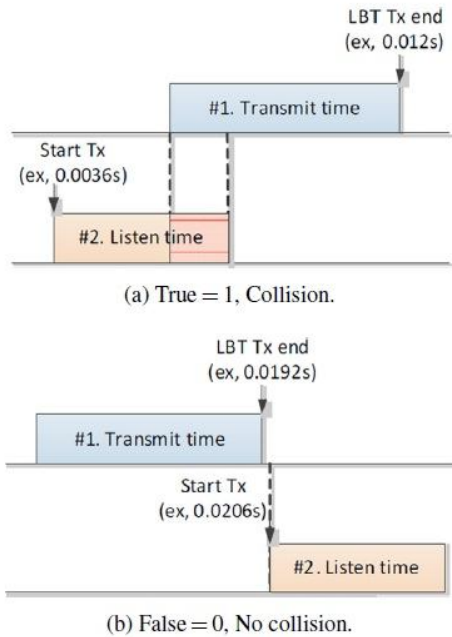 LBT Tx end
(ex, 0.012s)
#1. Transmit time
Start Tx
(ex, 0.0036s)
#2. Listen time
(a) True = 1, Collision.
LBT Tx end
(ex, 0.0192s)
#1. Transmit time
Start Tx
(ex, 0.0206s)
#2. Listen time
(b) False = 0, No collision.